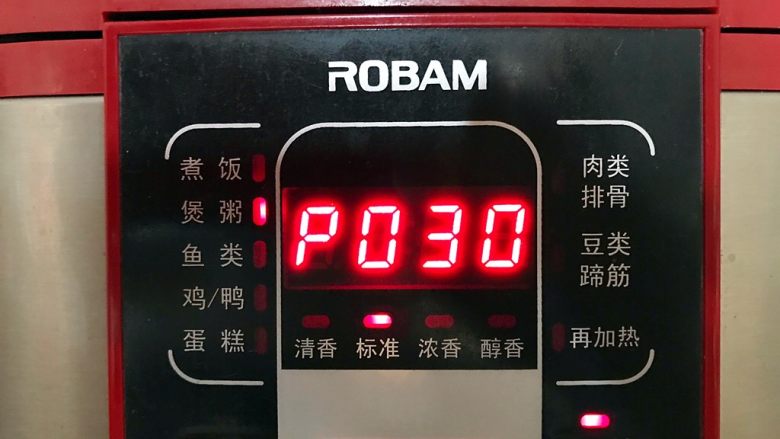 ROBAM
煮饭
煲粥
鱼类
鸡/鸭
蛋糕
P030
清香 标准 浓香 醇香
肉类
排骨
豆类
蹄筋
再加热